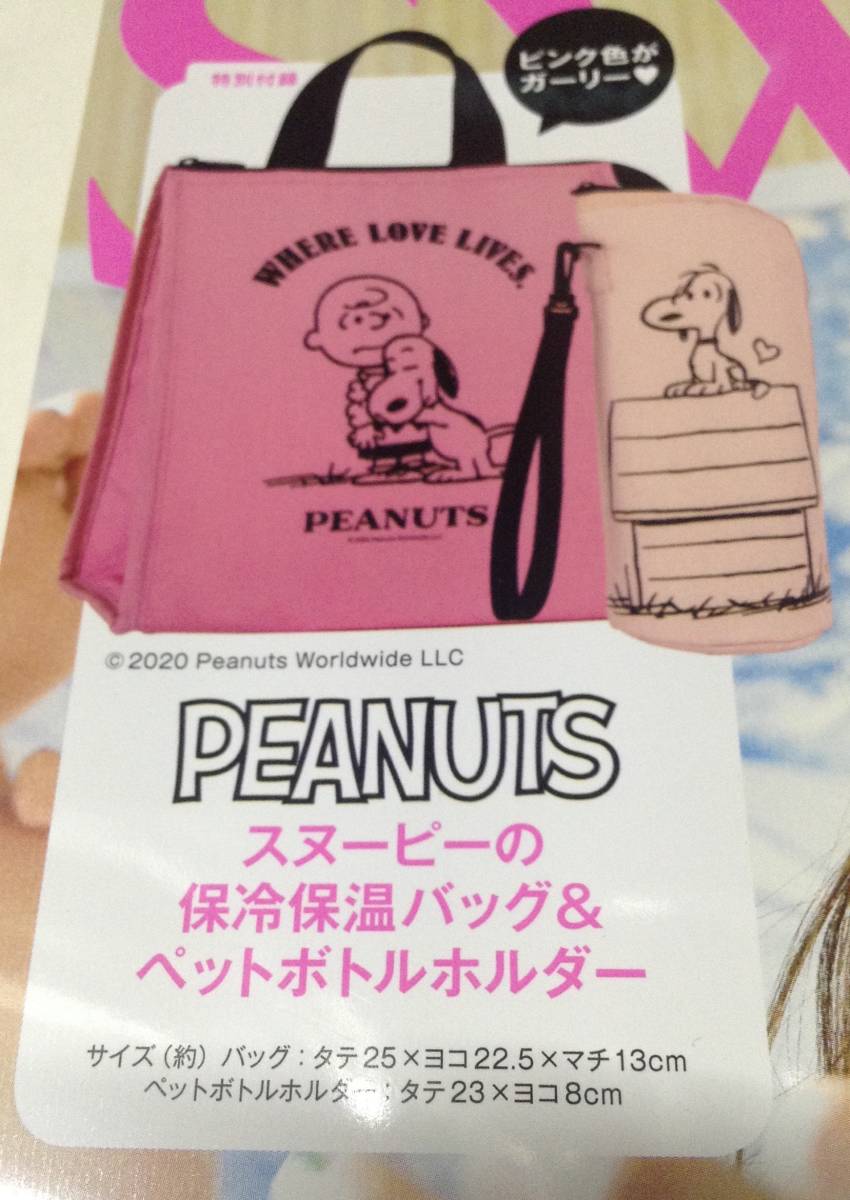 特別付録
ピンク色が
ガーリー♥
WHERE LOVE LIVES.
PEANUTS
©2020 Peanuts Worldwide LLC
PEANUTS
スヌーピーの
保冷保温バッグ&
ペットボトルホルダー
サイズ（約）バッグ：タテ25×ヨコ22.5×マチ13cm
ペットボトルホルダー：タテ23×ヨコ8cm